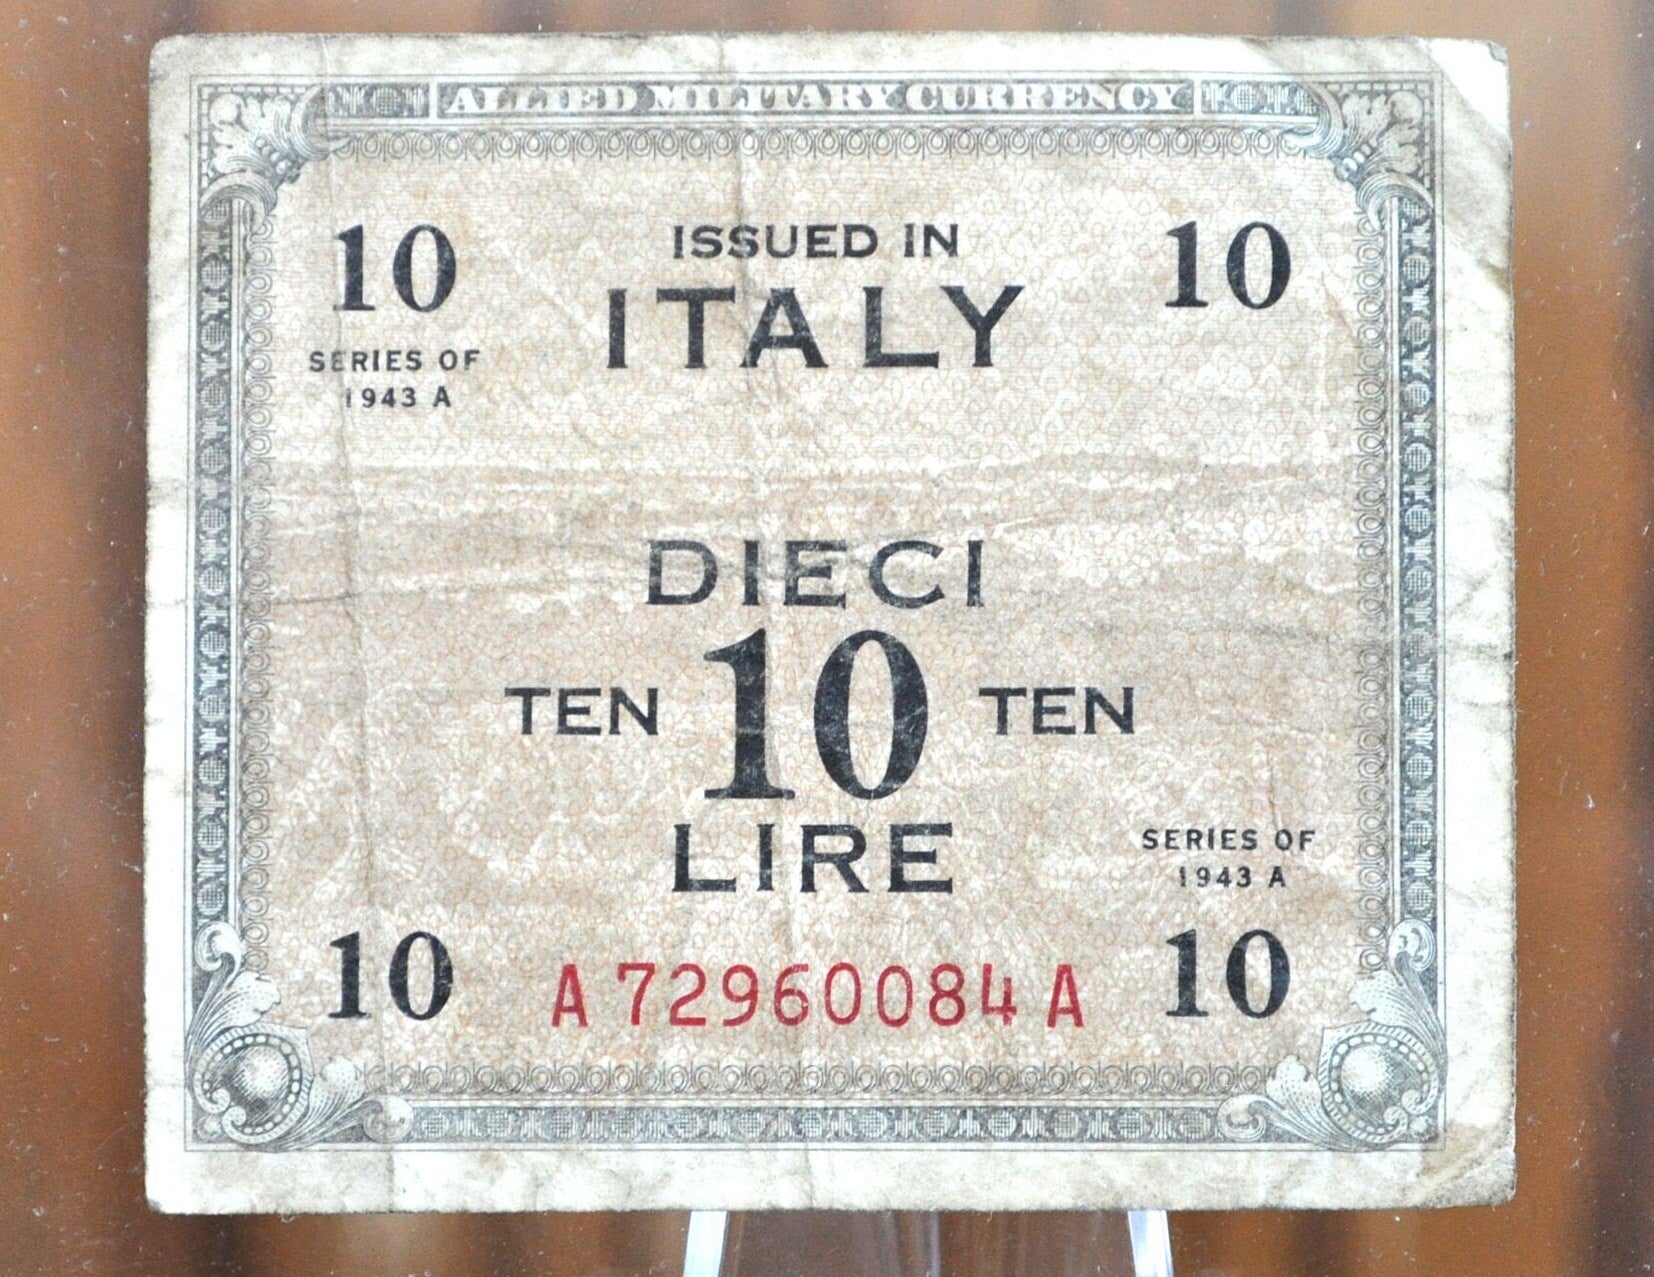 ALLIED MILITARY CURRENCY
10 ISSUED IN 10
ITALY
SERIES OF
1943 A
DIECI
TEN 10 TEN
LIRE
SERIES OF
1943 A
10 A72960084A 10